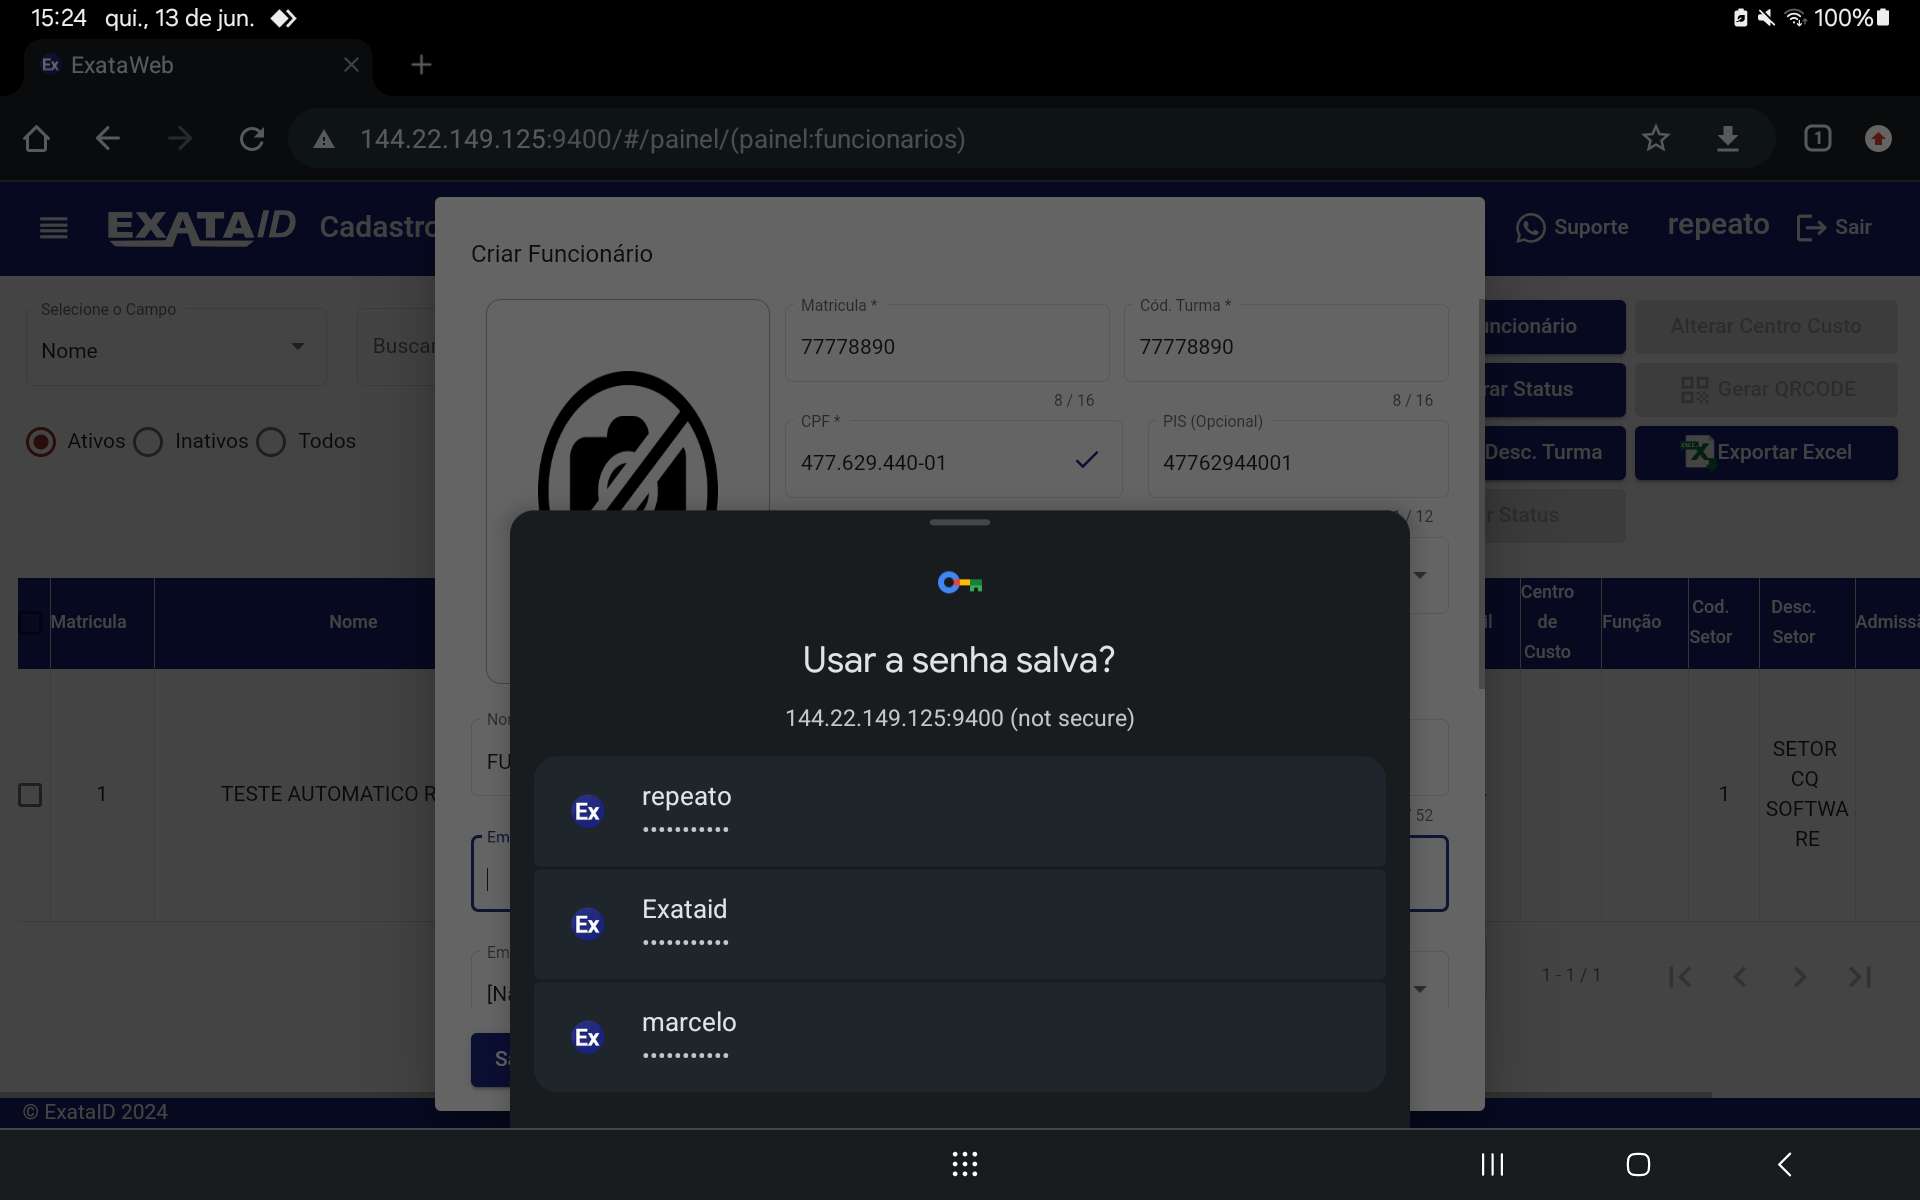 15:24 qui., 13 de jun.
100%
Ex ExataWeb
144.22.149.125:9400/#/painel/(painel:funcionarios)
1
EXATAID Cadastro
Suporte
repeato
Sair
Criar Funcionário
Selecione o Campo
Nome
Buscar
Matricula *
77778890
8 / 16
Cód. Turma *
77778890
8 / 16
Alterar Centro Custo
Gerar QRCODE
Desc. Turma
Exportar Excel
Status
Ativos
Inativos
Todos
CPF *
477.629.440-01
PIS (Opcional)
47762944001
/ 12
Matricula
Nome
Centro
de
Custo
Função
Cod.
Setor
Desc.
Setor
1
TESTE AUTOMATICO R
1
SETOR
CQ
SOFTWA
RE
FU
/ 52
Em
Em
[Na
1 - 1 / 1
Usar a senha salva?
144.22.149.125:9400 (not secure)
Ex repeato
•••••••••••
Ex Exataid
•••••••••••
Ex marcelo
•••••••••••
© ExataID 2024